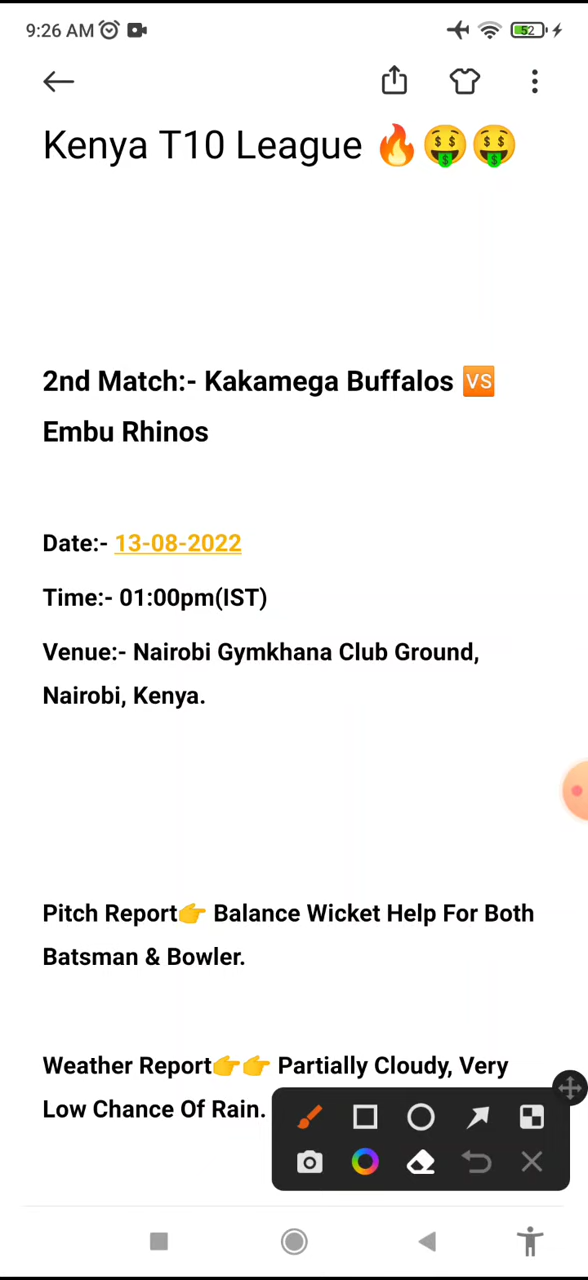 9:26 AM
52
Kenya T10 League 🔥🤑🤑
2nd Match:- Kakamega Buffalos 🆚
Embu Rhinos
Date:- 13-08-2022
Time:- 01:00pm(IST)
Venue:- Nairobi Gymkhana Club Ground,
Nairobi, Kenya.
Pitch Report👉 Balance Wicket Help For Both
Batsman & Bowler.
Weather Report👉👉 Partially Cloudy, Very
Low Chance Of Rain.